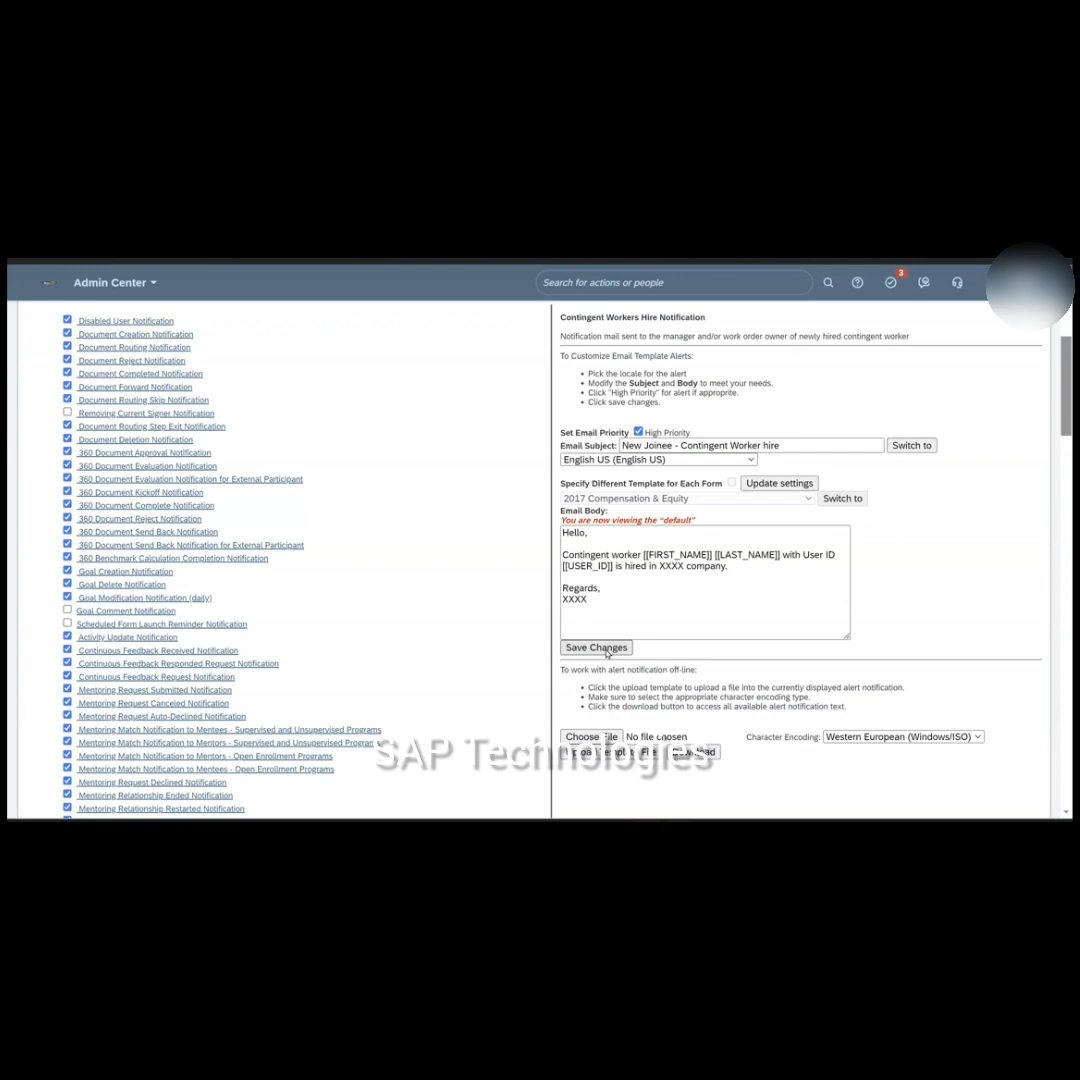 Admin Center
Search for actions or people
3
Disabled User Notification
Document Creation Notification
Document Routing Notification
Document Reject Notification
Document Completed Notification
Document Forward Notification
Document Routing Skip Notification
Removing Current Signer Notification
Document Routing Step Exit Notification
Document Deletion Notification
360 Document Approval Notification
360 Document Evaluation Notification
360 Document Evaluation Notification for External Participant
360 Document Kickoff Notification
360 Document Complete Notification
360 Document Reject Notification
360 Document Send Back Notification
360 Document Send Back Notification for External Participant
360 Benchmark Calculation Completion Notification
Goal Creation Notification
Goal Delete Notification
Goal Modification Notification (daily)
Goal Comment Notification
Scheduled Form Launch Reminder Notification
Activity Update Notification
Continuous Feedback Received Notification
Continuous Feedback Responded Request Notification
Continuous Feedback Request Notification
Mentoring Request Submitted Notification
Mentoring Request Canceled Notification
Mentoring Request Auto-Declined Notification
Mentoring Match Notification to Mentees - Supervised and Unsupervised Programs
Mentoring Match Notification to Mentors - Supervised and Unsupervised Program
Mentoring Match Notification to Mentors - Open Enrollment Programs
Mentoring Match Notification to Mentees - Open Enrollment Programs
Mentoring Request Declined Notification
Mentoring Relationship Ended Notification
Mentoring Relationship Restarted Notification
Contingent Workers Hire Notification
Notification mail sent to the manager and/or work order owner of newly hired contingent worker
To Customize Email Template Alerts:
• Pick the locale for the alert
• Modify the Subject and Body to meet your needs.
• Click "High Priority" for alert if approprite.
• Click save changes.
Set Email Priority High Priority
Email Subject: New Joinee - Contingent Worker hire Switch to
English US (English US)
Specify Different Template for Each Form Update settings
2017 Compensation & Equity Switch to
Email Body:
You are now viewing the "default"
Hello,
Contingent worker [[FIRST_NAME]] [[LAST_NAME]] with User ID
[[USER_ID]] is hired in XXXX company.
Regards,
XXXX
Save Changes
To work with alert notification off-line:
• Click the upload template to upload a file into the currently displayed alert notification.
• Make sure to select the appropriate character encoding type.
• Click the download button to access all available alert notification text.
Choose File No file chosen Character Encoding: Western European (Windows/ISO)
SAP Technologies